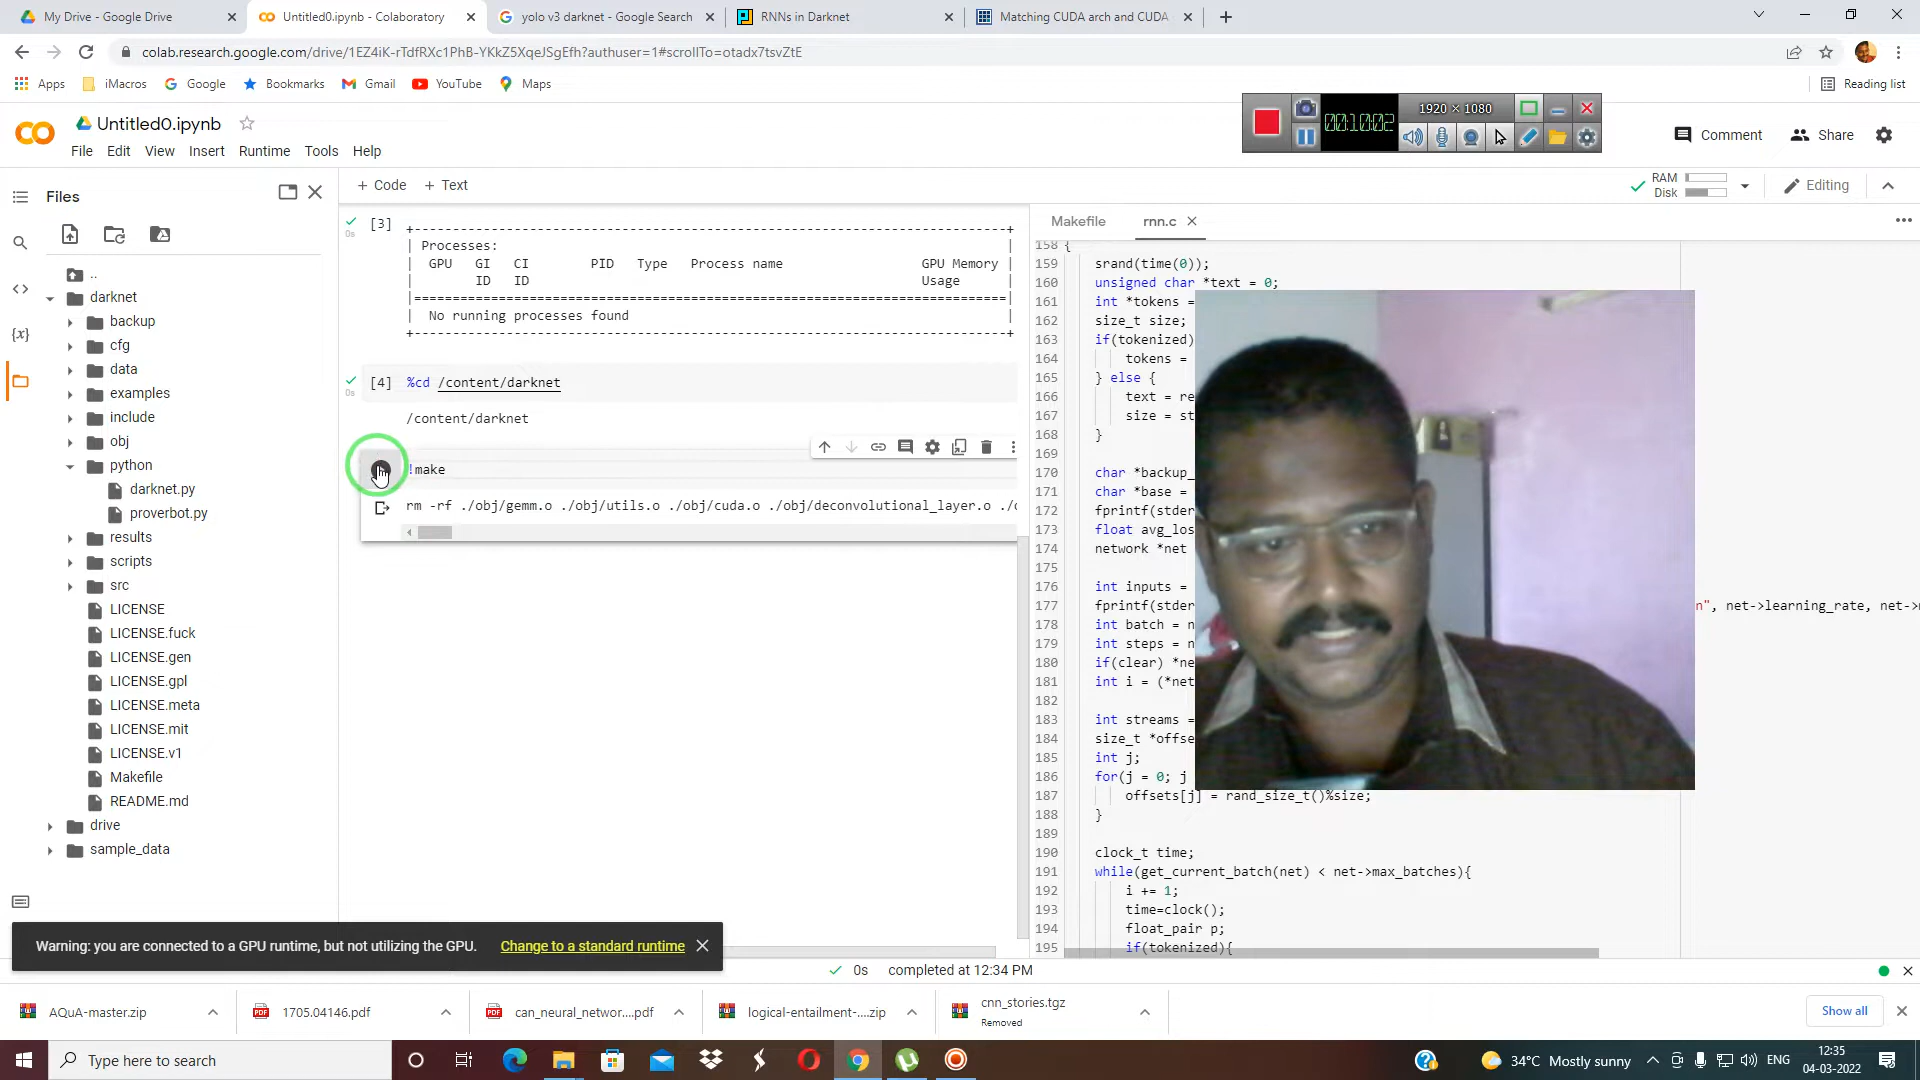 My Drive - Google Drive
Untitled0.ipynb - Colaboratory
yolo v3 darknet - Google Search
RNNs in Darknet
Matching CUDA arch and CUDA
colab.research.google.com/drive/1EZ4iK-rTdfRXc1PhB-YKkZ5XqeJSgEfh?authuser=1#scrollTo=otadx7tsvZtE
Apps
iMacros
Google
Bookmarks
Gmail
YouTube
Maps
Reading list
Untitled0.ipynb
File Edit View Insert Runtime Tools Help
00:10:02
1920 × 1080
Comment
Share
Files
+ Code + Text
RAM
Disk
Editing
..
darknet
backup
cfg
data
examples
include
obj
python
darknet.py
proverbot.py
results
scripts
src
LICENSE
LICENSE.fuck
LICENSE.gen
LICENSE.gpl
LICENSE.meta
LICENSE.mit
LICENSE.v1
Makefile
README.md
drive
sample_data
[3]
0s
Processes:
GPU GI CI PID Type Process name GPU Memory
ID ID Usage
No running processes found
[4] %cd /content/darknet
0s
/content/darknet
!make
rm -rf ./obj/gemm.o ./obj/utils.o ./obj/cuda.o ./obj/deconvolutional_layer.o
Makefile
rnn.c
158 {
159 srand(time(0));
160 unsigned char *text = 0;
161 int *tokens =
162 size_t size;
163 if(tokenized)
164 tokens =
165 } else {
166 text = re
167 size = st
168 }
169
170 char *backup_
171 char *base =
172 fprintf(stder
173 float avg_los
174 network *net
175
176 int inputs =
177 fprintf(stder n", net->learning_rate, net->
178 int batch = n
179 int steps = n
180 if(clear) *ne
181 int i = (*net
182
183 int streams =
184 size_t *offse
185 int j;
186 for(j = 0; j
187 offsets[j] = rand_size_t()%size;
188 }
189
190 clock_t time;
191 while(get_current_batch(net) < net->max_batches){
192 i += 1;
193 time=clock();
194 float_pair p;
195 if(tokenized){
Warning: you are connected to a GPU runtime, but not utilizing the GPU. Change to a standard runtime
0s completed at 12:34 PM
AQuA-master.zip
1705.04146.pdf
can_neural_networ....pdf
logical-entailment-....zip
cnn_stories.tgz
Removed
Show all
Type here to search
34°C Mostly sunny
ENG
12:35
04-03-2022